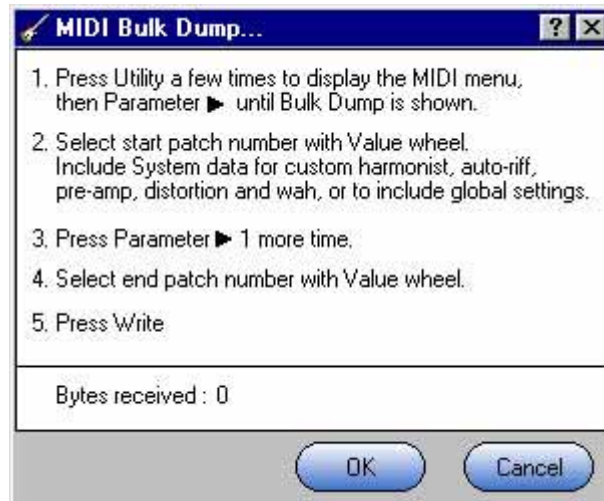 MIDI Bulk Dump...
1. Press Utility a few times to display the MIDI menu,
then Parameter ► until Bulk Dump is shown.
2. Select start patch number with Value wheel.
Include System data for custom harmonist, auto-riff,
pre-amp, distortion and wah, or to include global settings.
3. Press Parameter ► 1 more time.
4. Select end patch number with Value wheel.
5. Press Write
Bytes received : 0
OK Cancel